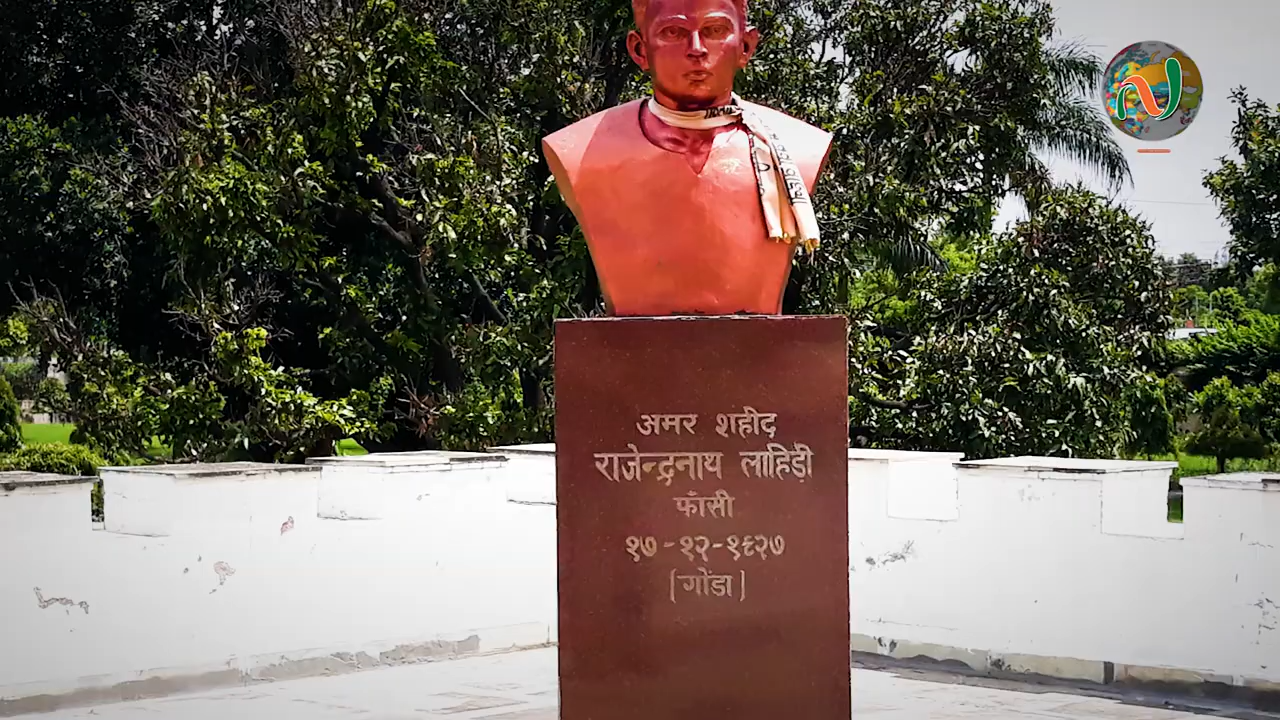 अमर शहीद
राजेन्द्रनाथ लाहिड़ी
फाँसी
१७-१२-१९२७
(गोंडा)